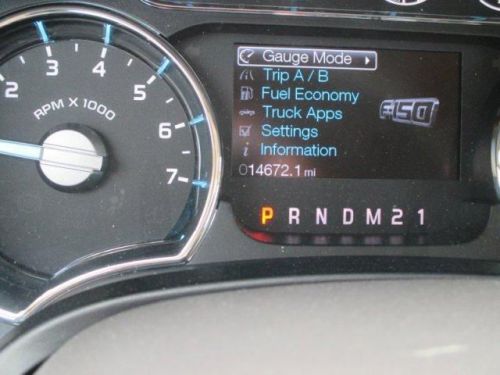 2 3 4 5 6 7
RPM X 1000
Gauge Mode
Trip A / B
Fuel Economy
Truck Apps
Settings
Information
014672.1 mi
F150
P R N D M 2 1